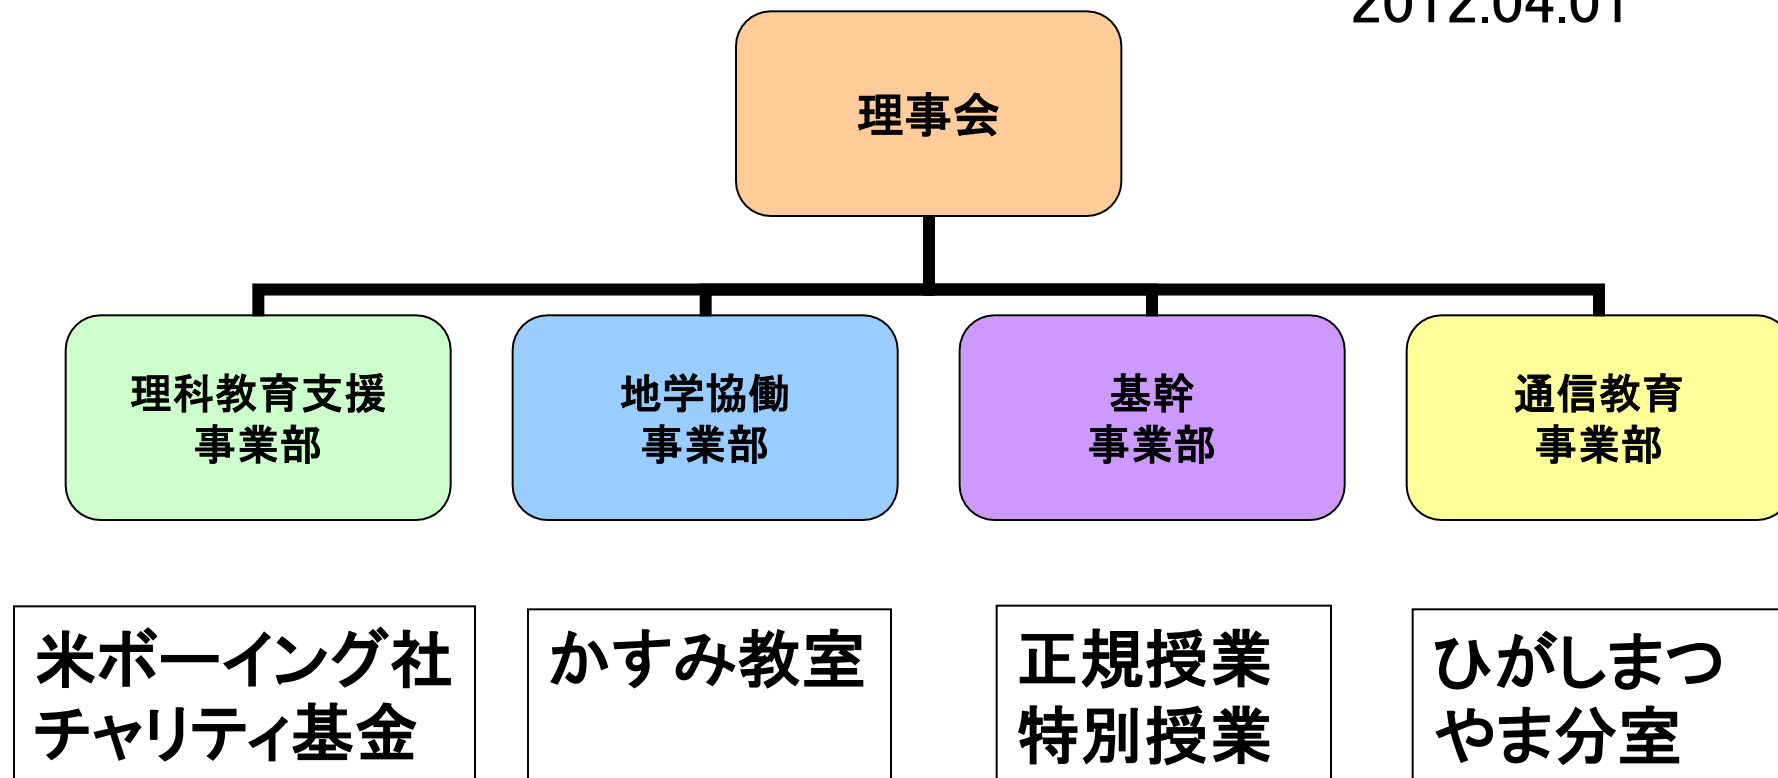 2012.04.01
理事会
理科教育支援
事業部
地学協働
事業部
基幹
事業部
通信教育
事業部
米ボーイング社
チャリティ基金
かすみ教室
正規授業
特別授業
ひがしまつ
やま分室